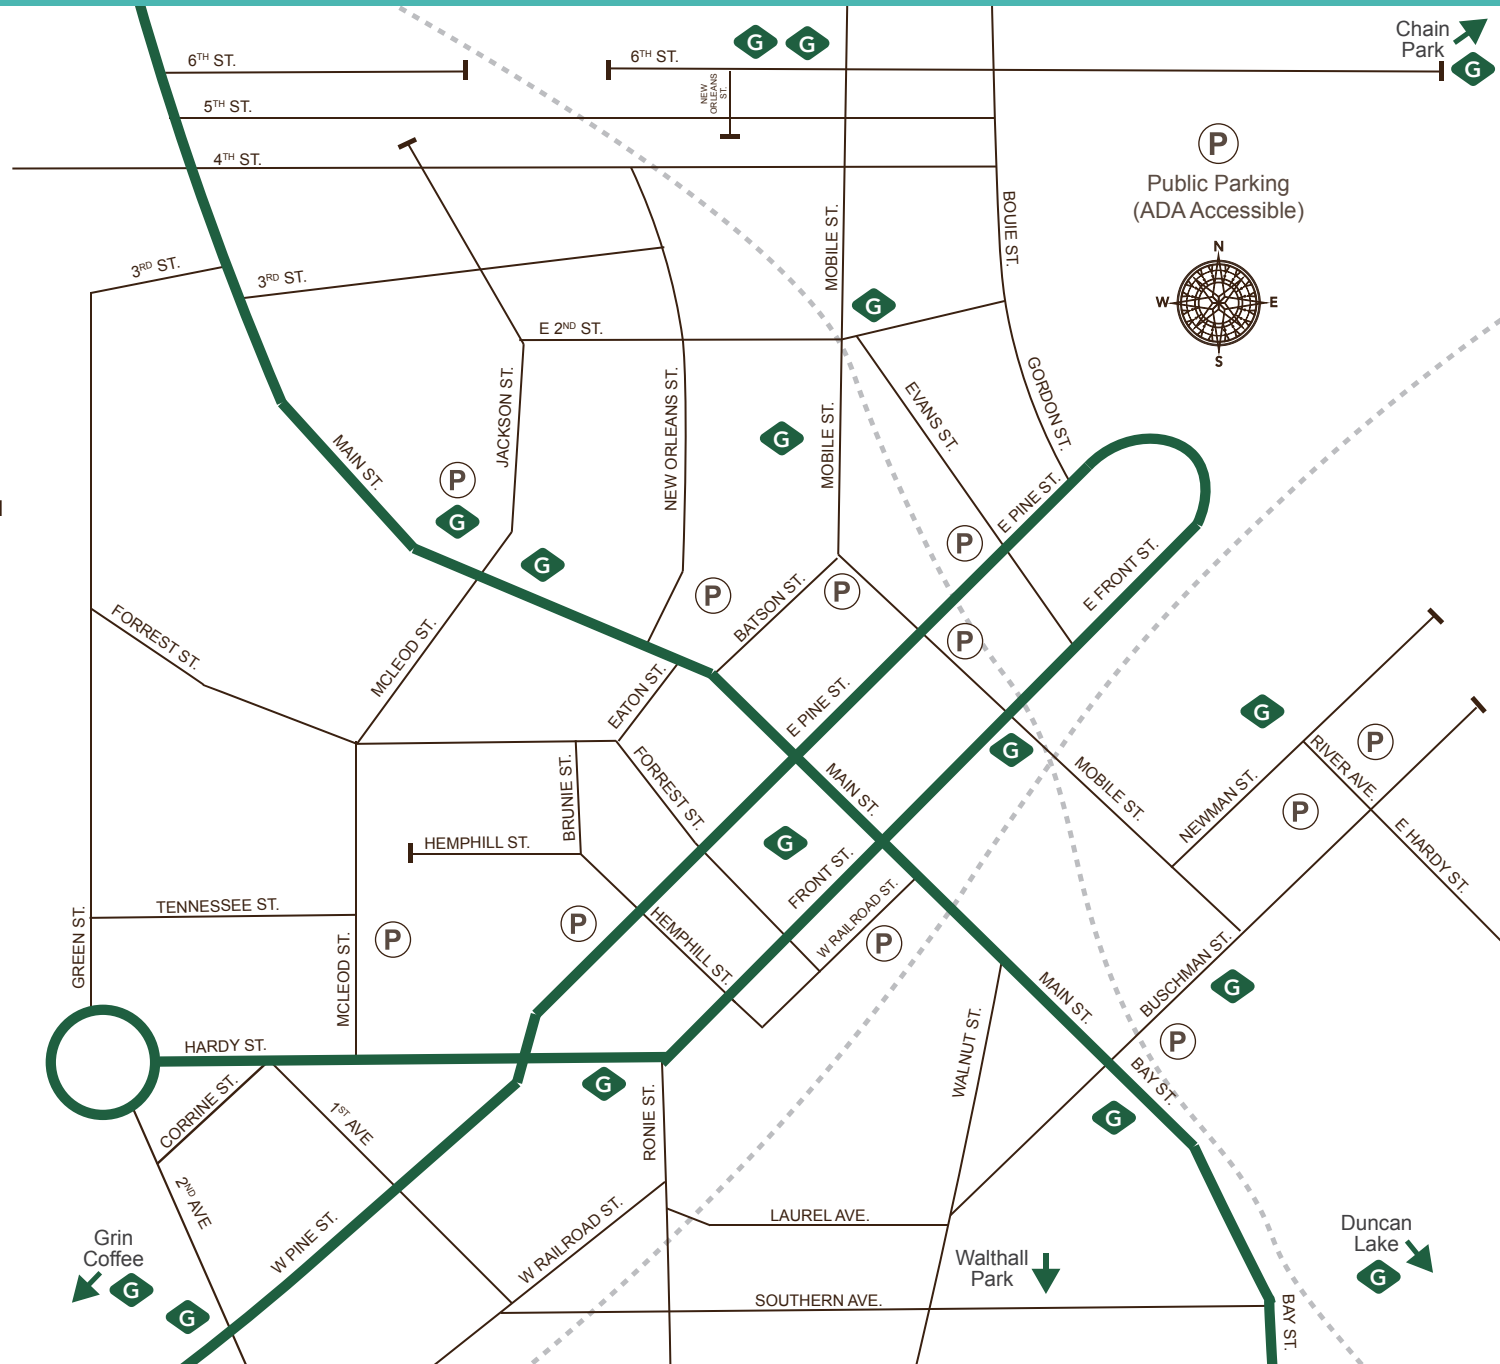 Chain
Park
G
G
G
6TH ST.
6TH ST.
NEW
ORLEANS
ST.
5TH ST.
4TH ST.
P
Public Parking
(ADA Accessible)
N
W
E
S
3RD ST.
3RD ST.
MOBILE ST.
BOUIE ST.
G
E 2ND ST.
JACKSON ST.
NEW ORLEANS ST.
MOBILE ST.
EVANS ST.
GORDON ST.
G
MAIN ST.
P
G
G
E PINE ST.
P
E FRONT ST.
P
BATSON ST.
P
P
FORREST ST.
MCLEOD ST.
EATON ST.
E PINE ST.
G
G
P
RIVER AVE.
BRUNIE ST.
FORREST ST.
MAIN ST.
MOBILE ST.
NEWMAN ST.
P
E HARDY ST.
HEMPHILL ST.
G
FRONT ST.
W RAILROAD ST.
TENNESSEE ST.
GREEN ST.
MCLEOD ST.
P
P
HEMPHILL ST.
P
BUSCHMAN ST.
G
MAIN ST.
P
HARDY ST.
WALNUT ST.
BAY ST.
G
G
CORRINE ST.
1ST AVE
RONIE ST.
2ND AVE
W PINE ST.
W RAILROAD ST.
LAUREL AVE.
Grin
Coffee
G
G
Walthall
Park
Duncan
Lake
G
SOUTHERN AVE.
BAY ST.